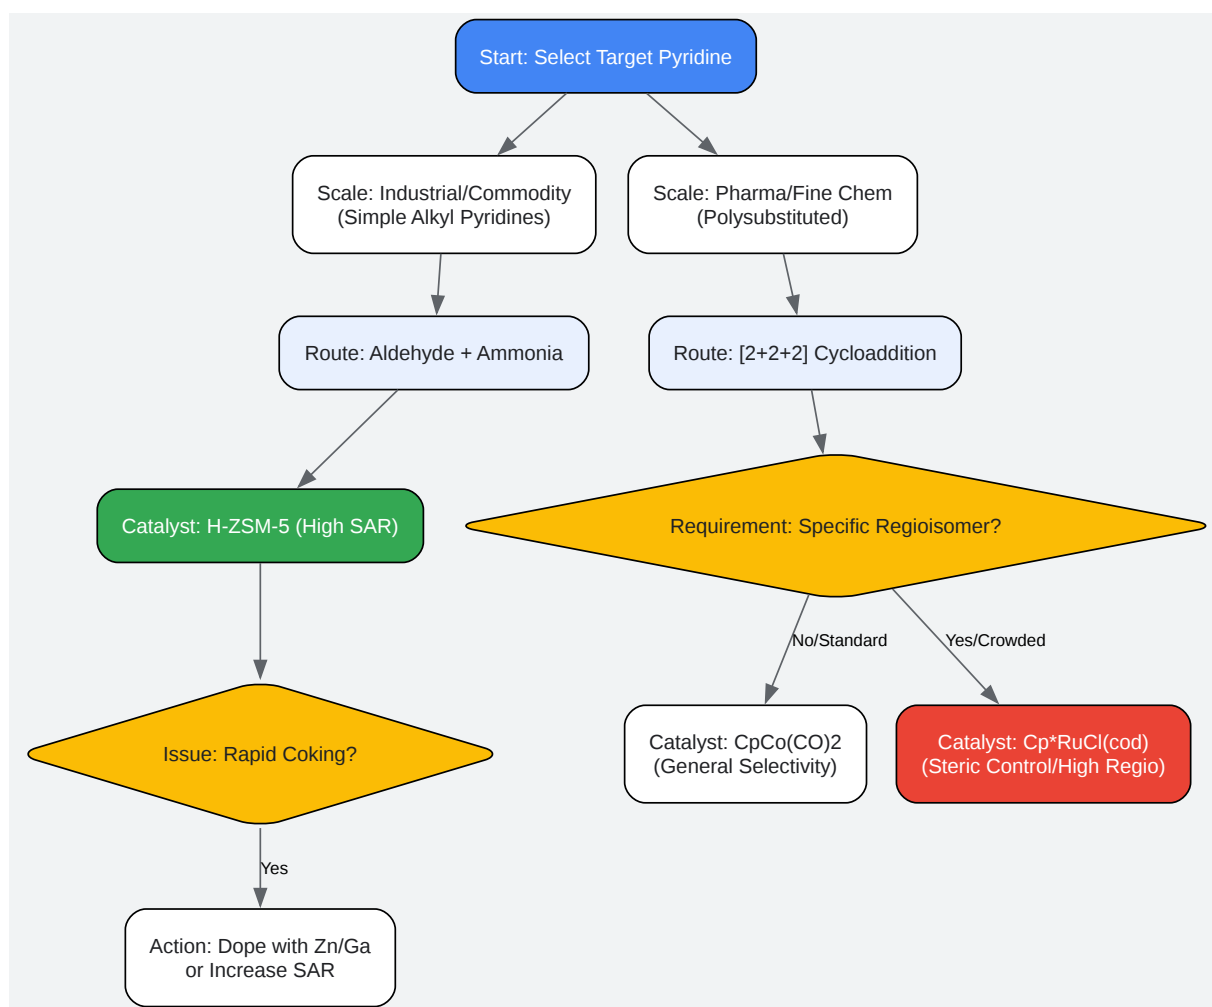 Start: Select Target Pyridine
Scale: Industrial/Commodity
(Simple Alkyl Pyridines)
Scale: Pharma/Fine Chem
(Polysubstituted)
Route: Aldehyde + Ammonia
Route: [2+2+2] Cycloaddition
Catalyst: H-ZSM-5 (High SAR)
Requirement: Specific Regioisomer?
No/Standard
Yes/Crowded
Issue: Rapid Coking?
Catalyst: CpCo(CO)2
(General Selectivity)
Catalyst: Cp*RuCl(cod)
(Steric Control/High Regio)
Yes
Action: Dope with Zn/Ga
or Increase SAR